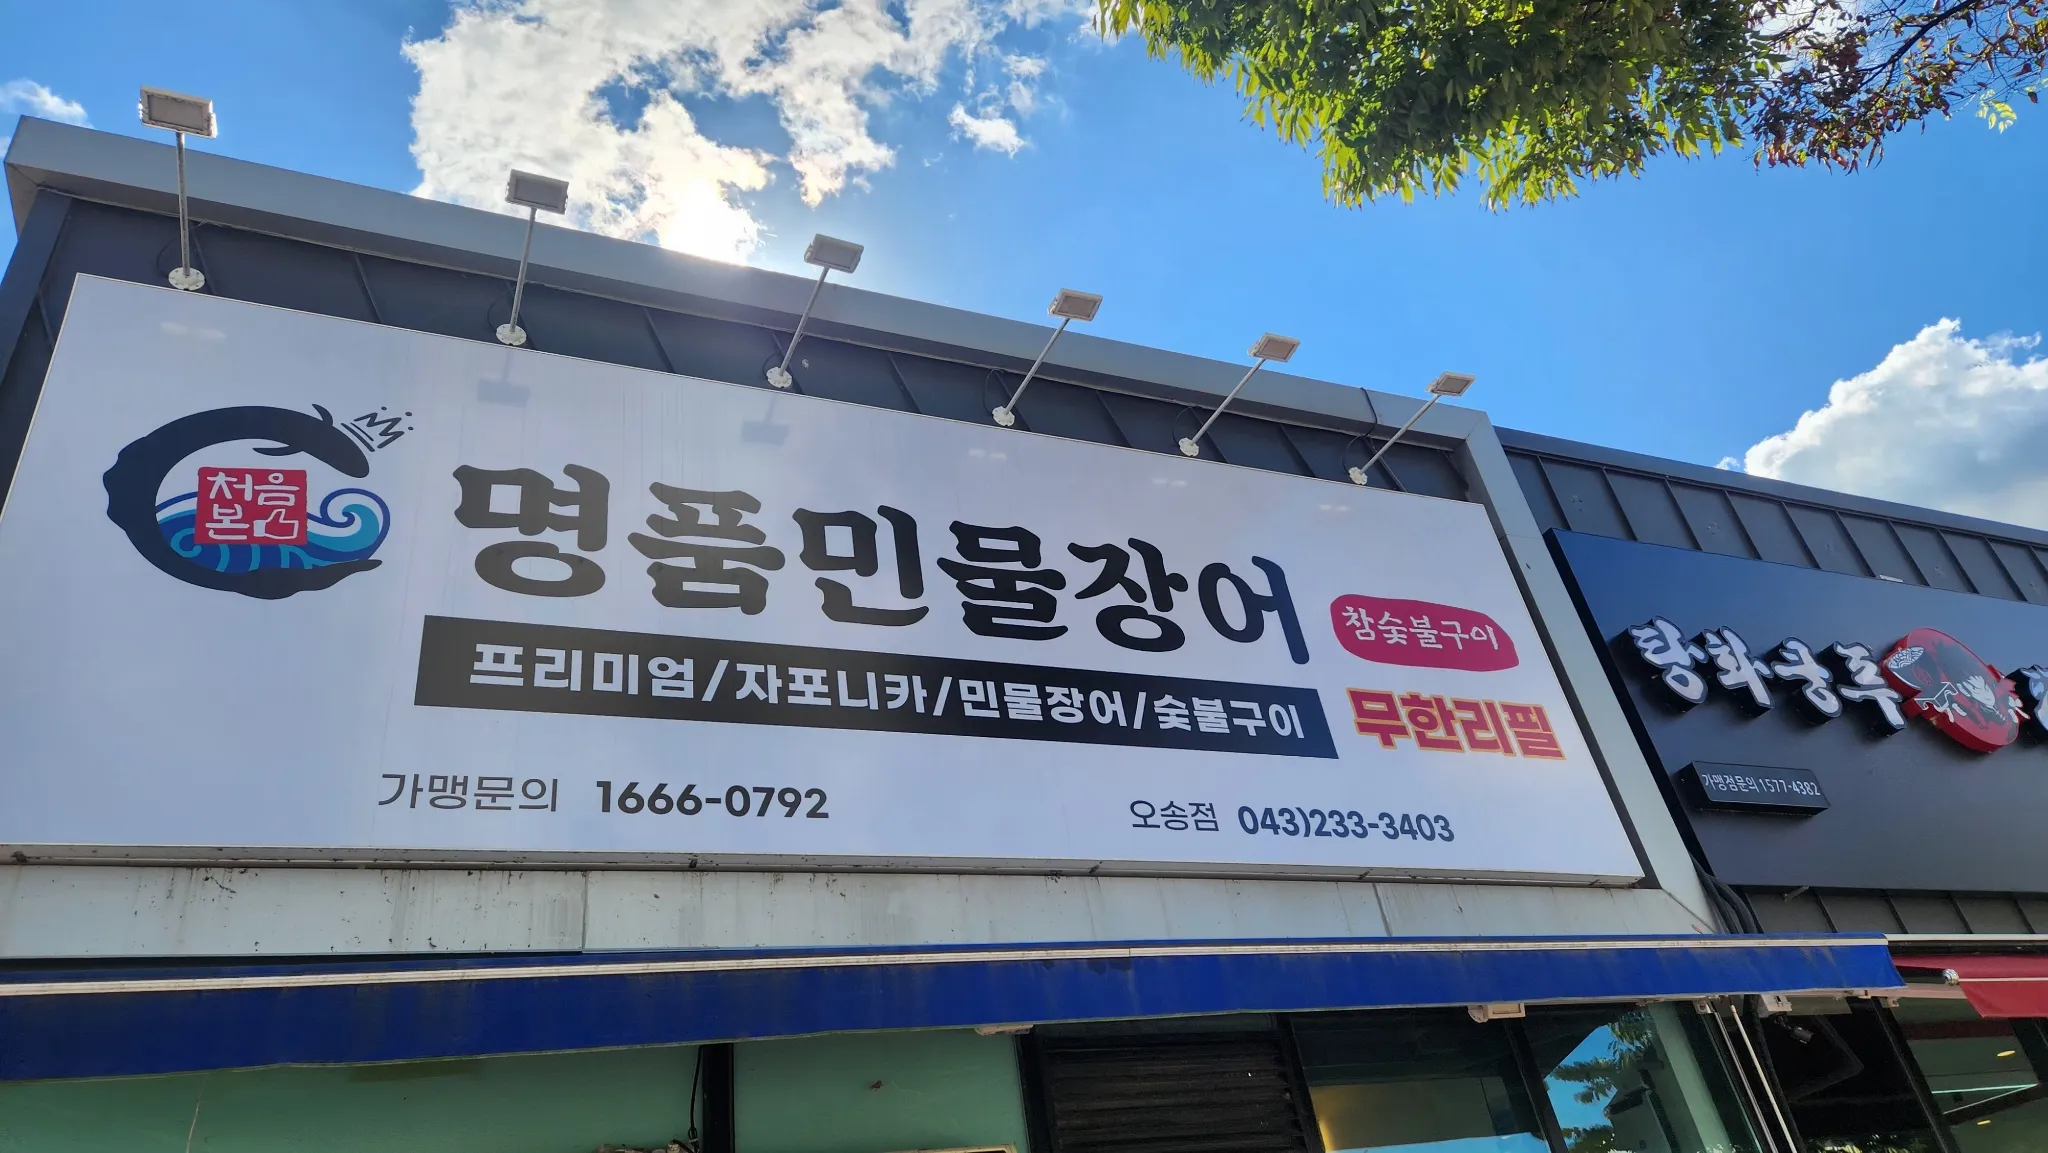 처음
본
명품민물장어
참숯불구이
프리미엄/자포니카/민물장어/숯불구이
무한리필
가맹문의 1666-0792
오송점 043)233-3403
탕화쿵푸
가맹점문의 1577-4382